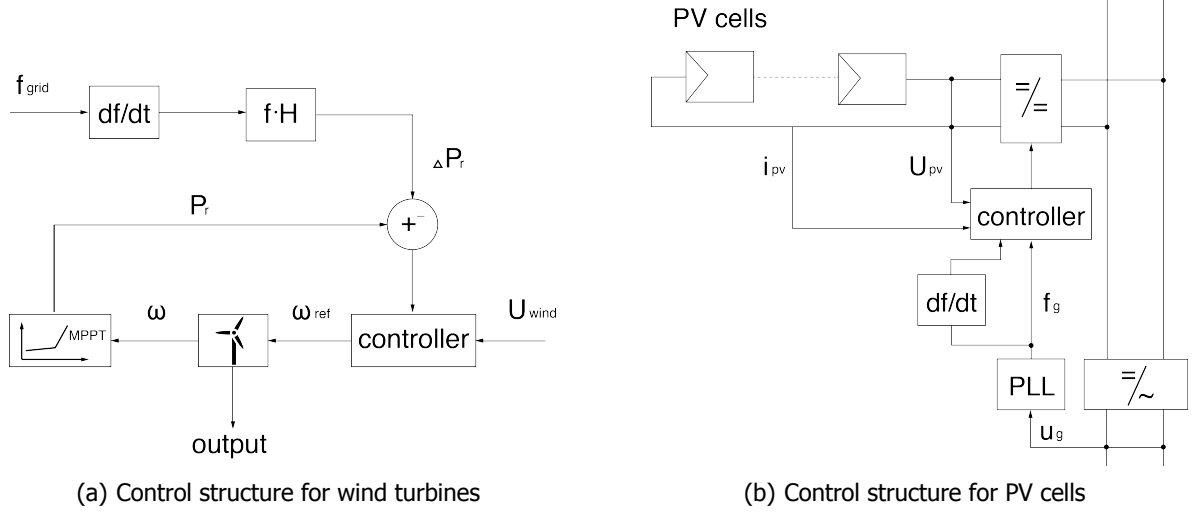 f grid
df/dt
f·H
△ Pr
Pr
+ -
ω
ω ref
U wind
MPPT
controller
output
(a) Control structure for wind turbines
PV cells
=/=
i pv
U pv
controller
df/dt
f g
PLL
=/~
u g
(b) Control structure for PV cells